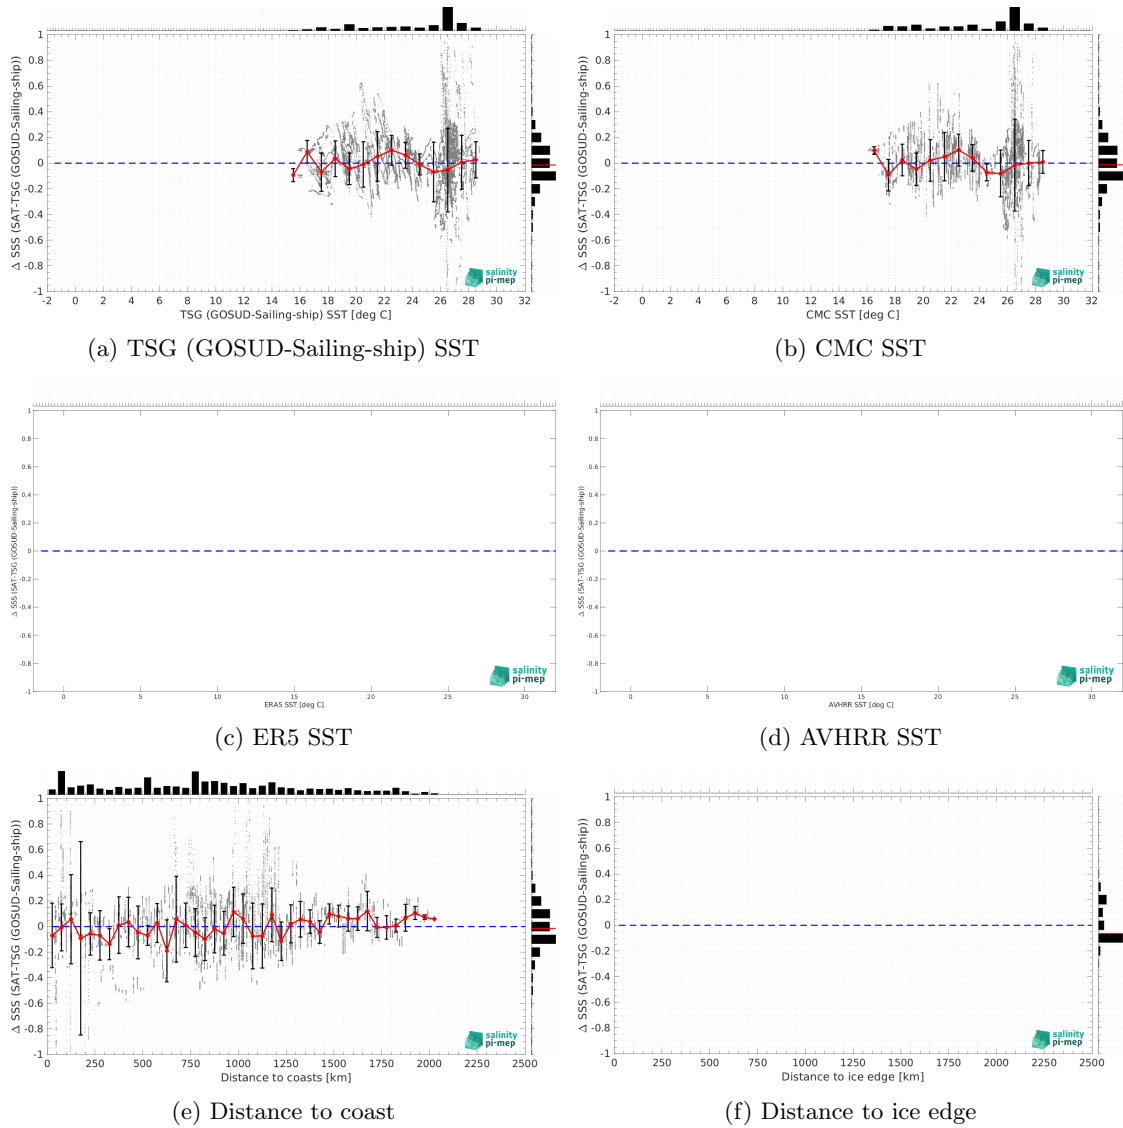 Δ SSS (SAT-TSG (GOSUD-Sailing-ship))
1
0.8
0.6
0.4
0.2
0
-0.2
-0.4
-0.6
-0.8
-1
-2 0 2 4 6 8 10 12 14 16 18 20 22 24 26 28 30 32
TSG (GOSUD-Sailing-ship) SST [deg C]
salinity
pi-mep
(a) TSG (GOSUD-Sailing-ship) SST
Δ SSS (SAT-TSG (GOSUD-Sailing-ship))
1
0.8
0.6
0.4
0.2
0
-0.2
-0.4
-0.6
-0.8
-1
-2 0 2 4 6 8 10 12 14 16 18 20 22 24 26 28 30 32
CMC SST [deg C]
salinity
pi-mep
(b) CMC SST
Δ SSS (SAT-TSG (GOSUD-Sailing-ship))
1
0.8
0.6
0.4
0.2
0
-0.2
-0.4
-0.6
-0.8
-1
0 5 10 15 20 25 30
ERA5 SST [deg C]
salinity
pi-mep
(c) ER5 SST
Δ SSS (SAT-TSG (GOSUD-Sailing-ship))
1
0.8
0.6
0.4
0.2
0
-0.2
-0.4
-0.6
-0.8
-1
0 5 10 15 20 25 30
AVHRR SST [deg C]
salinity
pi-mep
(d) AVHRR SST
Δ SSS (SAT-TSG (GOSUD-Sailing-ship))
1
0.8
0.6
0.4
0.2
0
-0.2
-0.4
-0.6
-0.8
-1
0 250 500 750 1000 1250 1500 1750 2000 2250 2500
Distance to coasts [km]
salinity
pi-mep
(e) Distance to coast
Δ SSS (SAT-TSG (GOSUD-Sailing-ship))
1
0.8
0.6
0.4
0.2
0
-0.2
-0.4
-0.6
-0.8
-1
0 250 500 750 1000 1250 1500 1750 2000 2250 2500
Distance to ice edge [km]
salinity
pi-mep
(f) Distance to ice edge